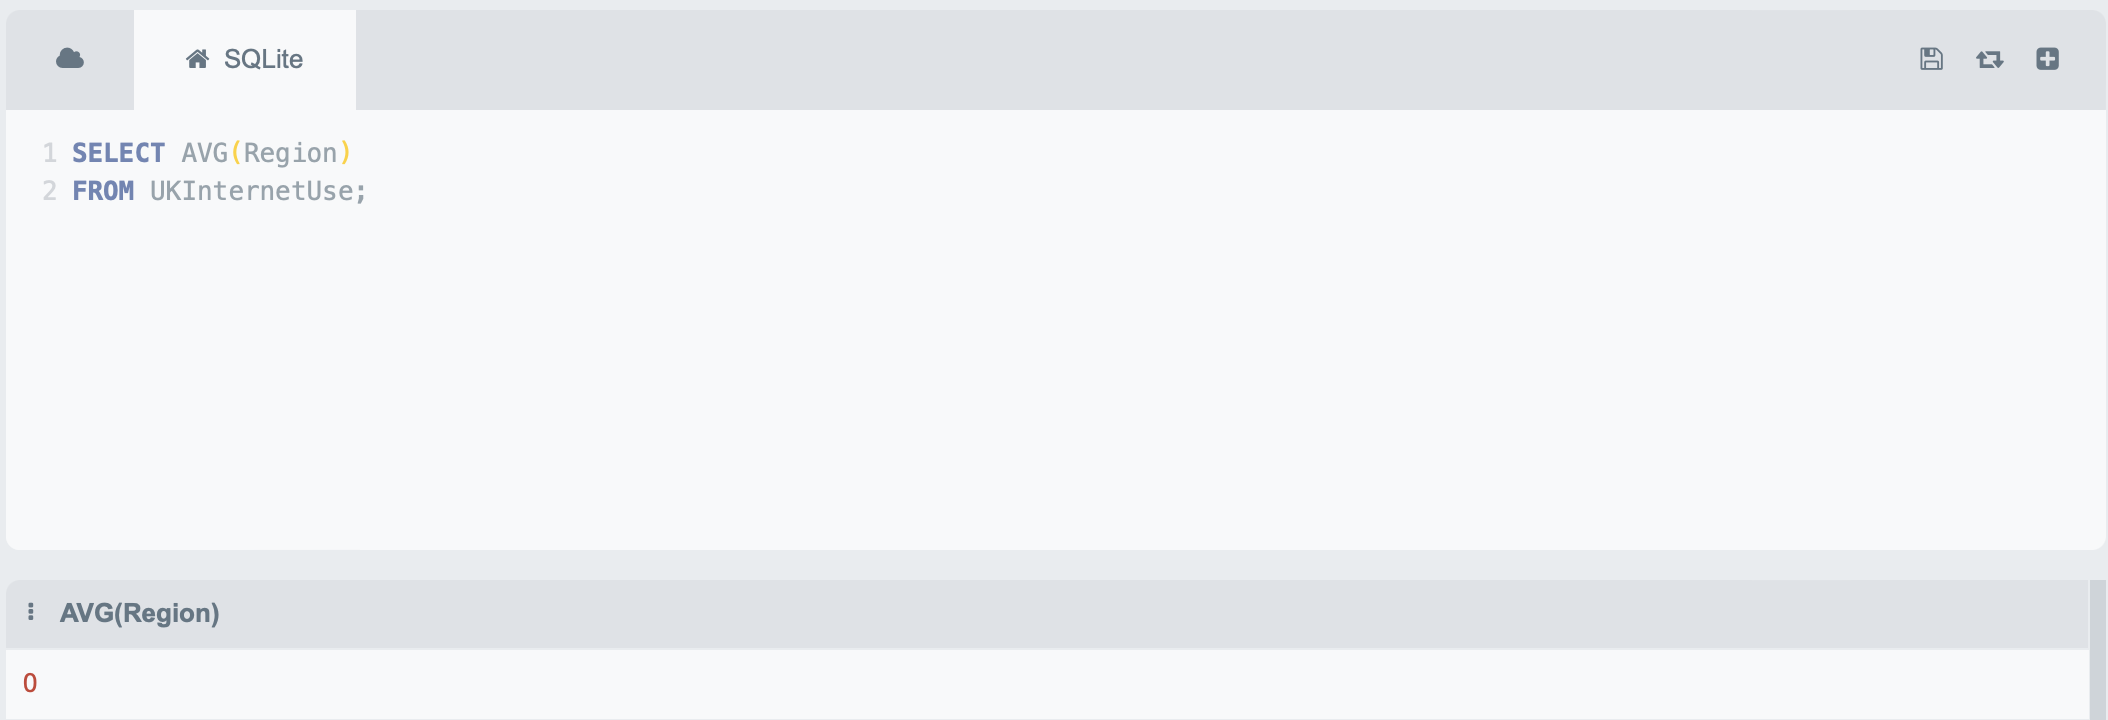 SQLite
1 SELECT AVG(Region)
2 FROM UKInternetUse;
AVG(Region)
0